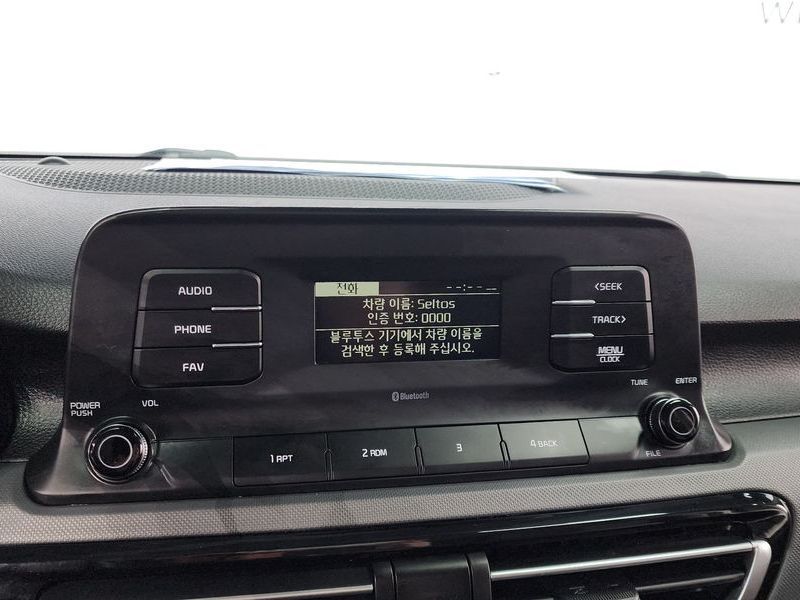 전화 --:-- --
차량 이름: Seltos
인증 번호: 0000
블루투스 기기에서 차량 이름을
검색한 후 등록해 주십시오.
AUDIO
PHONE
FAV
<SEEK
TRACK>
MENU
CLOCK
Bluetooth
POWER
PUSH
VOL
TUNE
ENTER
FILE
1 RPT
2 RDM
3
4 BACK